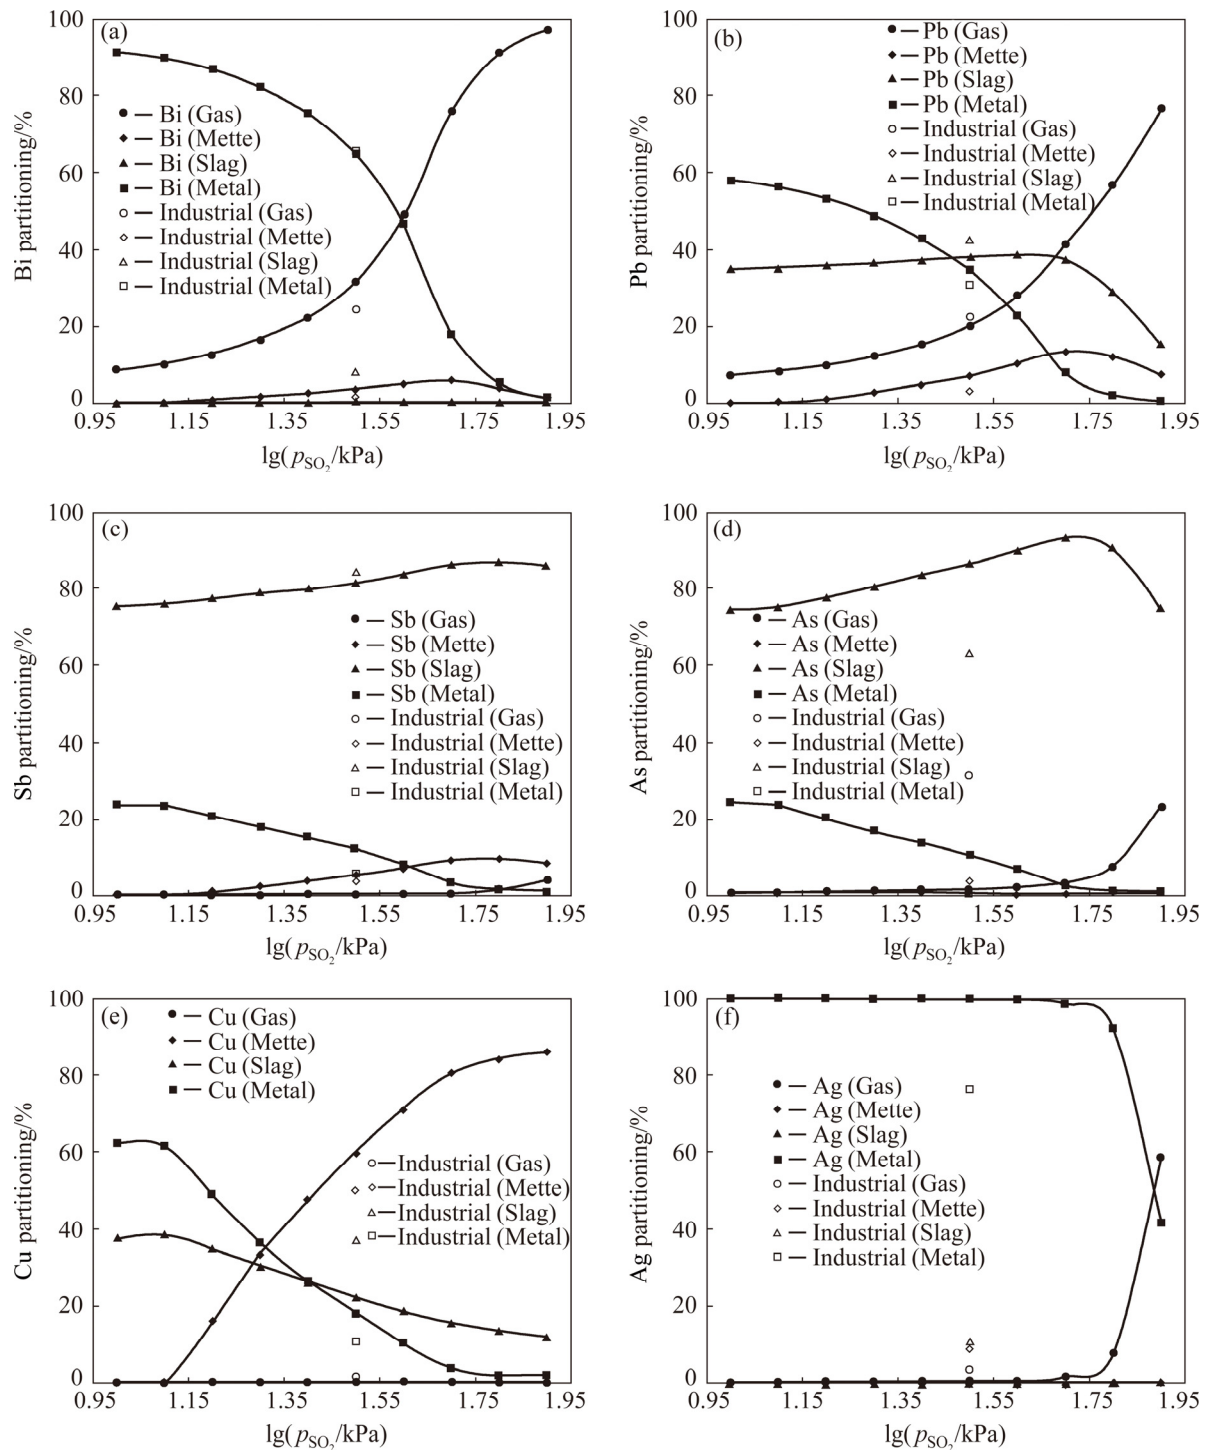 (a)
Bi partitioning/%
100
80
60
40
20
0
● — Bi (Gas)
◆ — Bi (Mette)
▲ — Bi (Slag)
■ — Bi (Metal)
○ — Industrial (Gas)
◇ — Industrial (Mette)
△ — Industrial (Slag)
□ — Industrial (Metal)
0.95 1.15 1.35 1.55 1.75 1.95
lg(pSO2/kPa)
(b)
Pb partitioning/%
100
80
60
40
20
0
● — Pb (Gas)
◆ — Pb (Mette)
▲ — Pb (Slag)
■ — Pb (Metal)
○ — Industrial (Gas)
◇ — Industrial (Mette)
△ — Industrial (Slag)
□ — Industrial (Metal)
0.95 1.15 1.35 1.55 1.75 1.95
lg(pSO2/kPa)
(c)
Sb partitioning/%
100
80
60
40
20
0
● — Sb (Gas)
◆ — Sb (Mette)
▲ — Sb (Slag)
■ — Sb (Metal)
○ — Industrial (Gas)
◇ — Industrial (Mette)
△ — Industrial (Slag)
□ — Industrial (Metal)
0.95 1.15 1.35 1.55 1.75 1.95
lg(pSO2/kPa)
(d)
As partitioning/%
100
80
60
40
20
0
● — As (Gas)
◆ — As (Mette)
▲ — As (Slag)
■ — As (Metal)
○ — Industrial (Gas)
◇ — Industrial (Mette)
△ — Industrial (Slag)
□ — Industrial (Metal)
0.95 1.15 1.35 1.55 1.75 1.95
lg(pSO2/kPa)
(e)
Cu partitioning/%
100
80
60
40
20
0
● — Cu (Gas)
◆ — Cu (Mette)
▲ — Cu (Slag)
■ — Cu (Metal)
○ — Industrial (Gas)
◇ — Industrial (Mette)
△ — Industrial (Slag)
□ — Industrial (Metal)
0.95 1.15 1.35 1.55 1.75 1.95
lg(pSO2/kPa)
(f)
Ag partitioning/%
100
80
60
40
20
0
● — Ag (Gas)
◆ — Ag (Mette)
▲ — Ag (Slag)
■ — Ag (Metal)
○ — Industrial (Gas)
◇ — Industrial (Mette)
△ — Industrial (Slag)
□ — Industrial (Metal)
0.95 1.15 1.35 1.55 1.75 1.95
lg(pSO2/kPa)